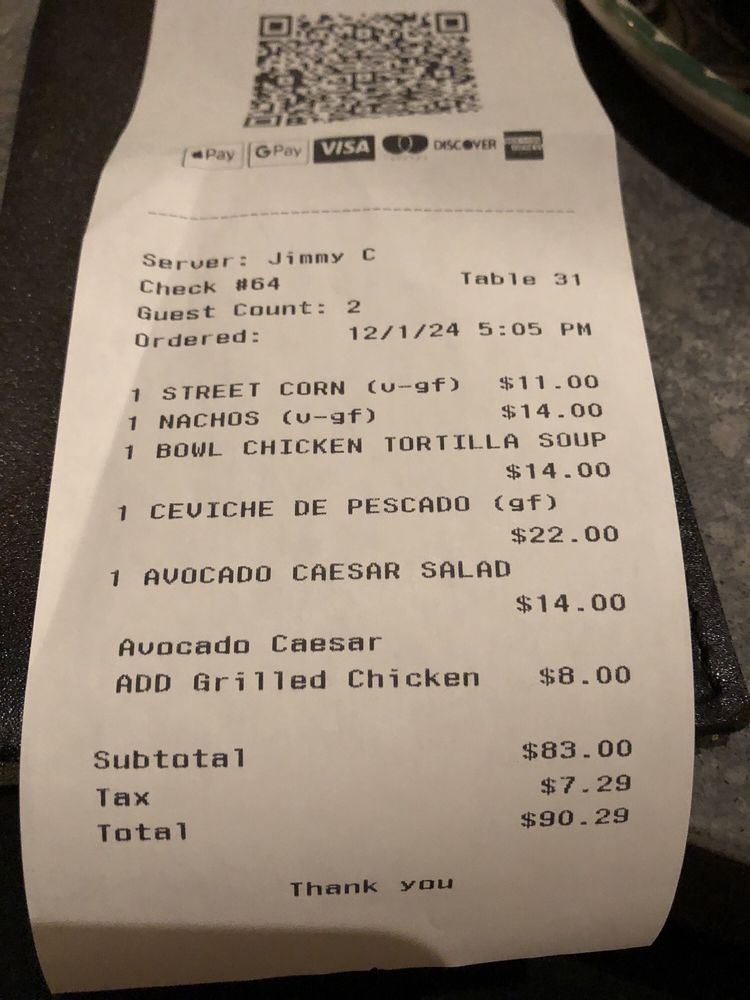 Pay GPay VISA DISCOVER
Server: Jimmy C
Check #64 Table 31
Guest Count: 2
Ordered: 12/1/24 5:05 PM
1 STREET CORN (v-gf) $11.00
1 NACHOS (v-gf) $14.00
1 BOWL CHICKEN TORTILLA SOUP
$14.00
1 CEVICHE DE PESCADO (gf)
$22.00
1 AVOCADO CAESAR SALAD
$14.00
Avocado Caesar
ADD Grilled Chicken $8.00
Subtotal $83.00
Tax $7.29
Total $90.29
Thank you